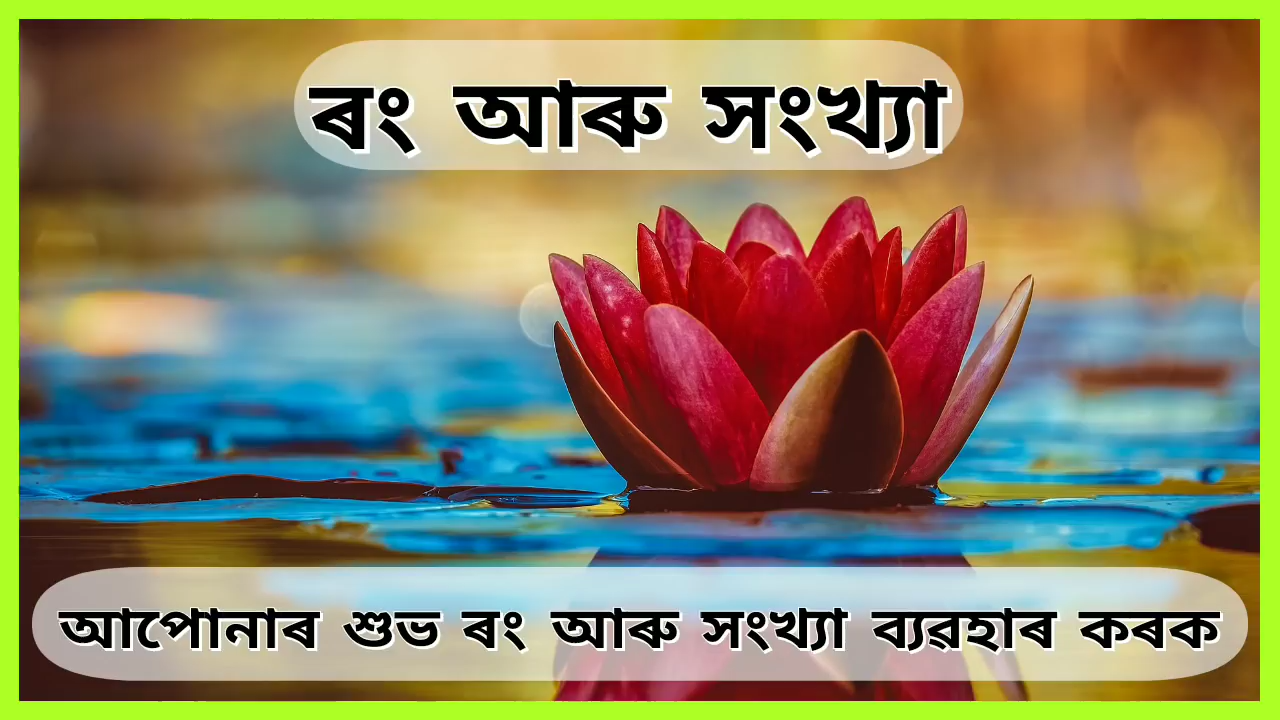 ৰং আৰু সংখ্যা
আপোনাৰ শুভ ৰং আৰু সংখ্যা ব্যৱহাৰ কৰক